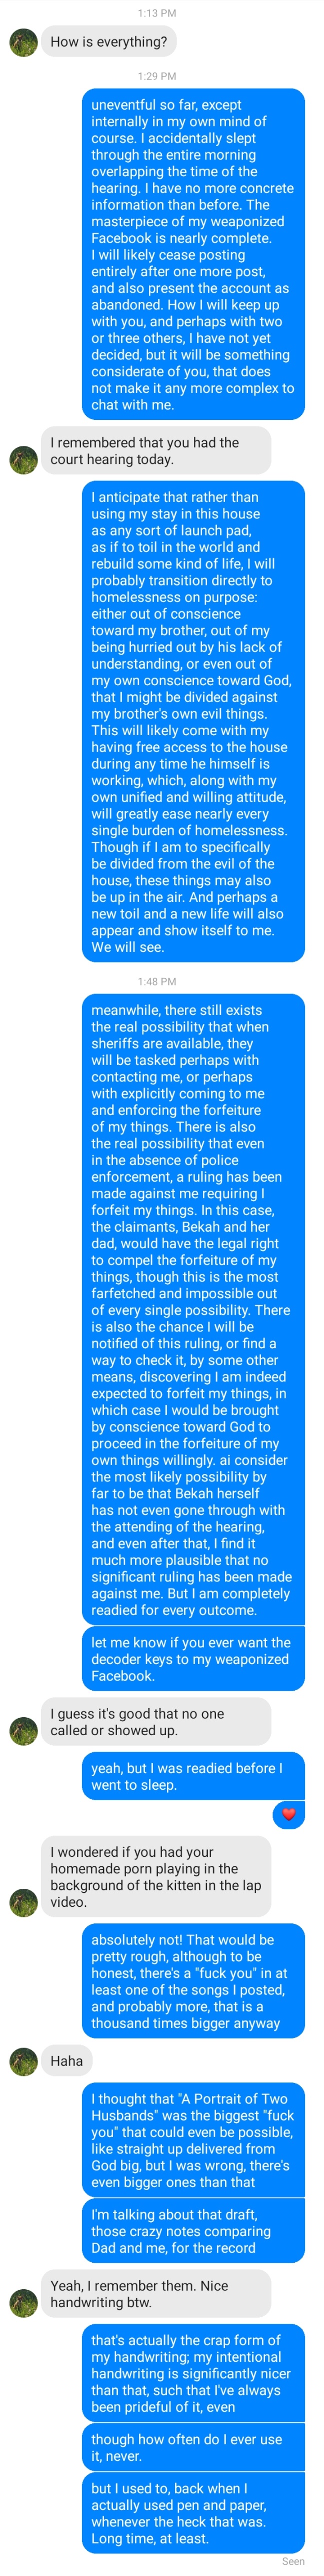 1:13 PM
How is everything?
1:29 PM
uneventful so far, except
internally in my own mind of
course. I accidentally slept
through the entire morning
overlapping the time of the
hearing. I have no more concrete
information than before. The
masterpiece of my weaponized
Facebook is nearly complete.
I will likely cease posting
entirely after one more post,
and also present the account as
abandoned. How I will keep up
with you, and perhaps with two
or three others, I have not yet
decided, but it will be something
considerate of you, that does
not make it any more complex to
chat with me.
I remembered that you had the
court hearing today.
I anticipate that rather than
using my stay in this house
as any sort of launch pad,
as if to toil in the world and
rebuild some kind of life, I will
probably transition directly to
homelessness on purpose:
either out of conscience
toward my brother, out of my
being hurried out by his lack of
understanding, or even out of
my own conscience toward God,
that I might be divided against
my brother's own evil things.
This will likely come with my
having free access to the house
during any time he himself is
working, which, along with my
own unified and willing attitude,
will greatly ease nearly every
single burden of homelessness.
Though if I am to specifically
be divided from the evil of the
house, these things may also
be up in the air. And perhaps a
new toil and a new life will also
appear and show itself to me.
We will see.
1:48 PM
meanwhile, there still exists
the real possibility that when
sheriffs are available, they
will be tasked perhaps with
contacting me, or perhaps
with explicitly coming to me
and enforcing the forfeiture
of my things. There is also
the real possibility that even
in the absence of police
enforcement, a ruling has been
made against me requiring I
forfeit my things. In this case,
the claimants, Bekah and her
dad, would have the legal right
to compel the forfeiture of my
things, though this is the most
farfetched and impossible out
of every single possibility. There
is also the chance I will be
notified of this ruling, or find a
way to check it, by some other
means, discovering I am indeed
expected to forfeit my things, in
which case I would be brought
by conscience toward God to
proceed in the forfeiture of my
own things willingly. ai consider
the most likely possibility by
far to be that Bekah herself
has not even gone through with
the attending of the hearing,
and even after that, I find it
much more plausible that no
significant ruling has been made
against me. But I am completely
readied for every outcome.
let me know if you ever want the
decoder keys to my weaponized
Facebook.
I guess it's good that no one
called or showed up.
yeah, but I was readied before I
went to sleep.
I wondered if you had your
homemade porn playing in the
background of the kitten in the lap
video.
absolutely not! That would be
pretty rough, although to be
honest, there's a "fuck you" in at
least one of the songs I posted,
and probably more, that is a
thousand times bigger anyway
Haha
I thought that "A Portrait of Two
Husbands" was the biggest "fuck
you" that could even be possible,
like straight up delivered from
God big, but I was wrong, there's
even bigger ones than that
I'm talking about that draft,
those crazy notes comparing
Dad and me, for the record
Yeah, I remember them. Nice
handwriting btw.
that's actually the crap form of
my handwriting; my intentional
handwriting is significantly nicer
than that, such that I've always
been prideful of it, even
though how often do I ever use
it, never.
but I used to, back when I
actually used pen and paper,
whenever the heck that was.
Long time, at least.
Seen